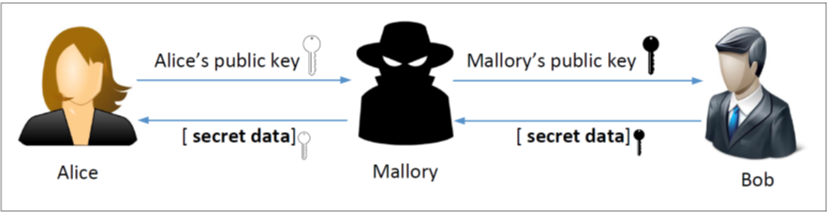 Alice's public key
Mallory's public key
[ secret data]
[ secret data]
Alice
Mallory
Bob